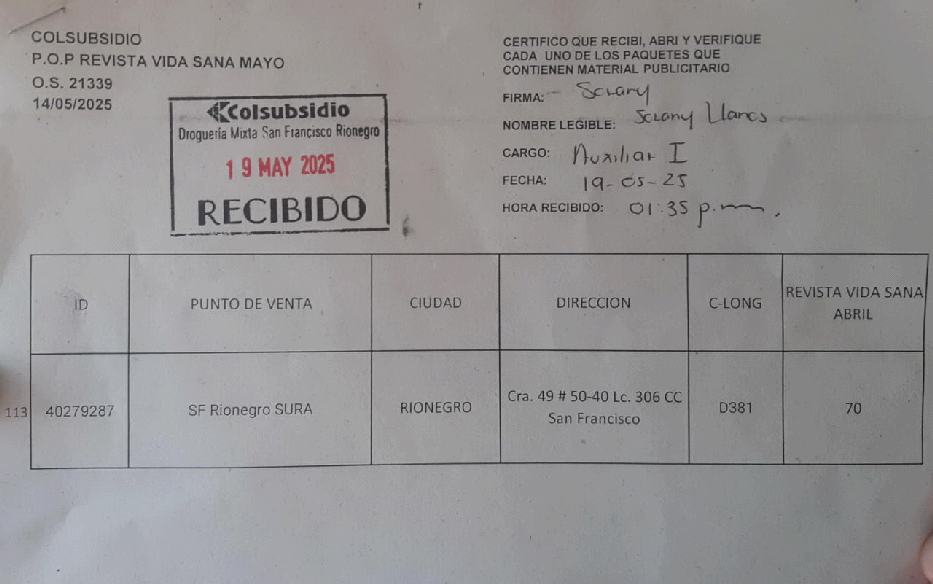 COLSUBSIDIO
P.O.P REVISTA VIDA SANA MAYO
O.S. 21339
14/05/2025
Colsubsidio
Droguería Mixta San Francisco Rionegro
19 MAY 2025
RECIBIDO
CERTIFICO QUE RECIBI, ABRI Y VERIFIQUE
CADA UNO DE LOS PAQUETES QUE
CONTIENEN MATERIAL PUBLICITARIO
FIRMA:
NOMBRE LEGIBLE: Llanos
CARGO: Auxiliar I
FECHA: 19-05-25
HORA RECIBIDO: 01:35 p.m.
ID PUNTO DE VENTA CIUDAD DIRECCION C-LONG REVISTA VIDA SANA
ABRIL
113 40279287 SF Rionegro SURA RIONEGRO Cra. 49 # 50-40 Lc. 306 CC D381 70
San Francisco